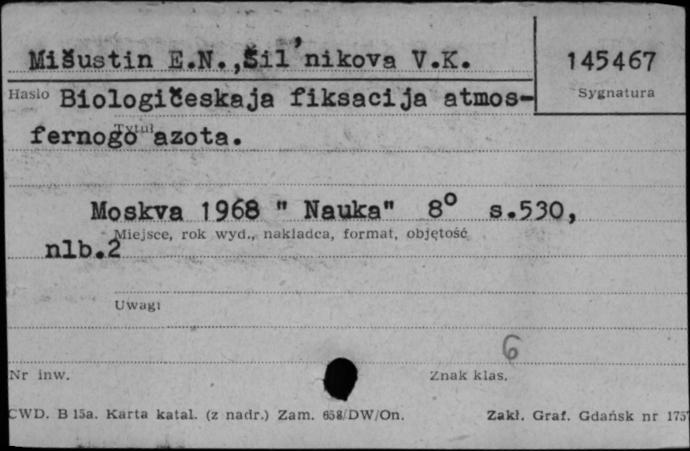 Mišustin E.N.,Šil'nikova V.K.
145467
Hasło Biologičeskaja fiksacija atmos-
Sygnatura
fernogo azota.
Tytuł
Moskva 1968 " Nauka" 8° s.530,
Miejsce, rok wyd., nakładca, format, objętość
nlb.2
Uwagi
6
Nr inw.
Znak klas.
CWD. B 15a. Karta katal. (z nadr.) Zam. 658/DW/On.
Zakł. Graf. Gdańsk nr 1757